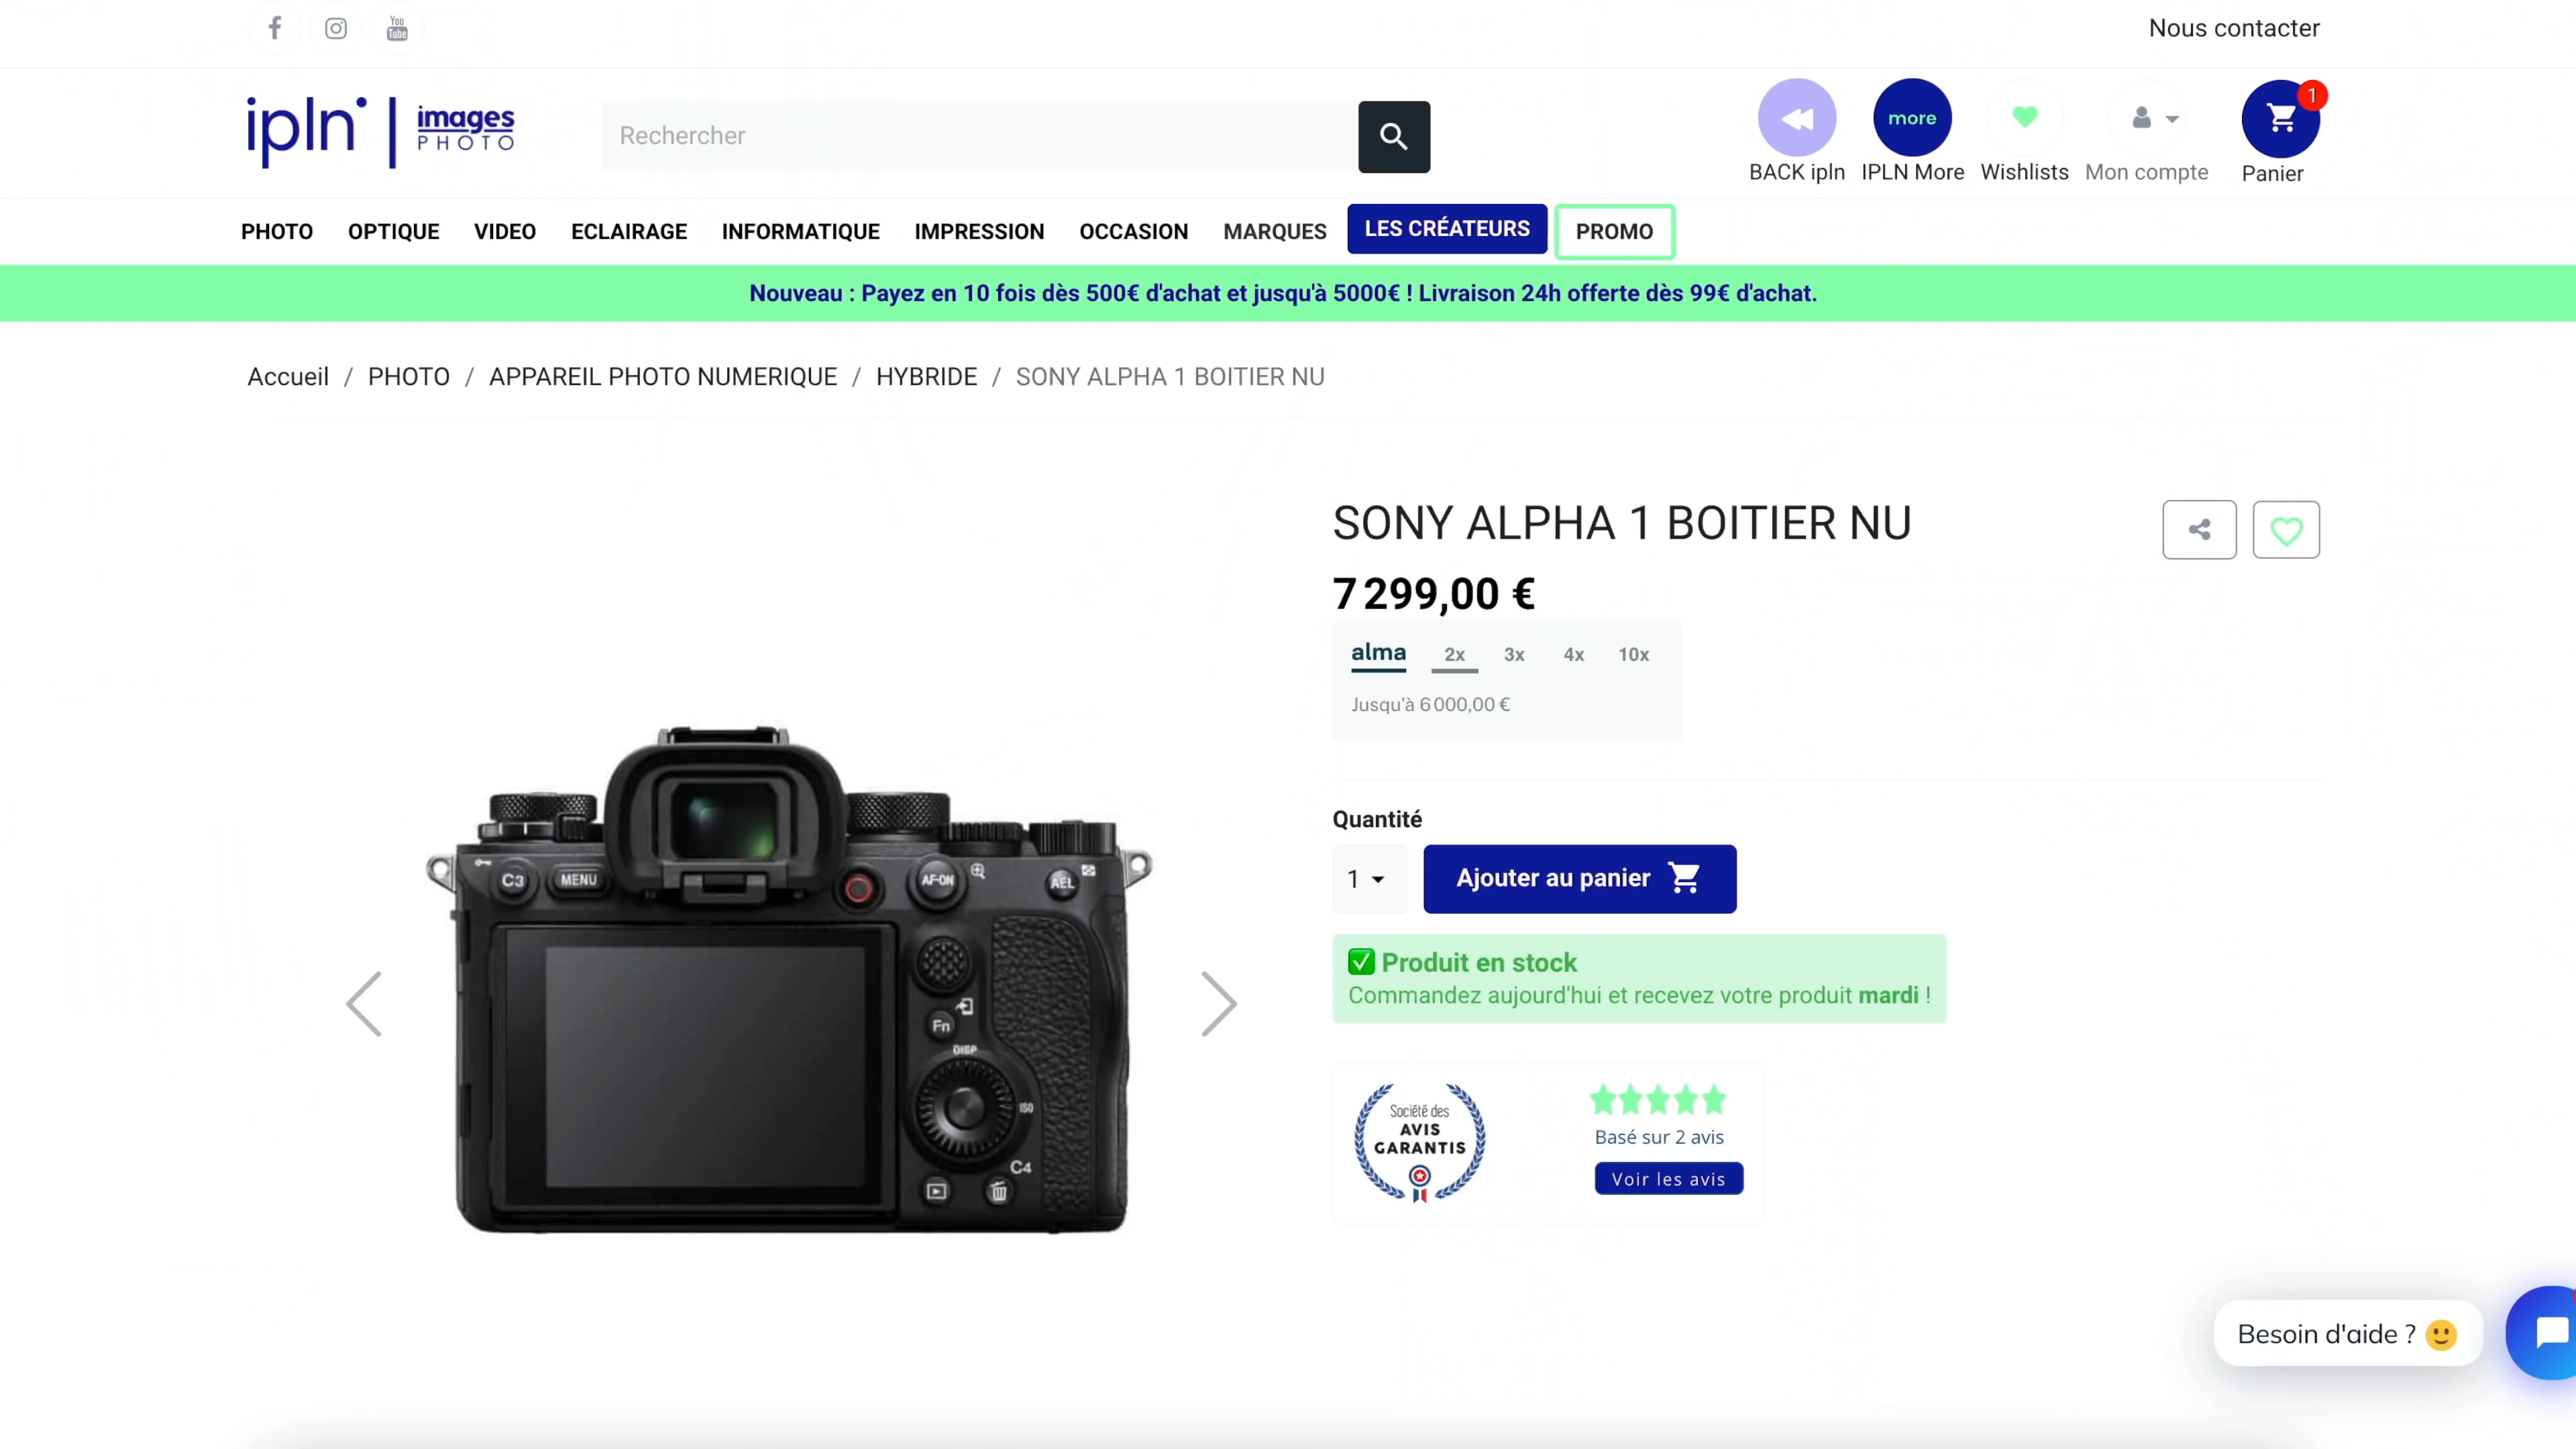 You
Tube
Nous contacter
ipln
images
PHOTO
Rechercher
more
1
BACK ipln
IPLN More
Wishlists
Mon compte
Panier
PHOTO
OPTIQUE
VIDEO
ECLAIRAGE
INFORMATIQUE
IMPRESSION
OCCASION
MARQUES
LES CRÉATEURS
PROMO
Nouveau : Payez en 10 fois dès 500€ d'achat et jusqu'à 5000€ ! Livraison 24h offerte dès 99€ d'achat.
Accueil / PHOTO / APPAREIL PHOTO NUMERIQUE / HYBRIDE / SONY ALPHA 1 BOITIER NU
SONY ALPHA 1 BOITIER NU
7 299,00 €
alma 2x 3x 4x 10x
Jusqu'à 6 000,00 €
Quantité
1
Ajouter au panier
Produit en stock
Commandez aujourd'hui et recevez votre produit mardi !
C3
MENU
AF-ON
AEL
Fn
DISP
ISO
C4
Société des
AVIS
GARANTIS
Basé sur 2 avis
Voir les avis
Besoin d'aide ?